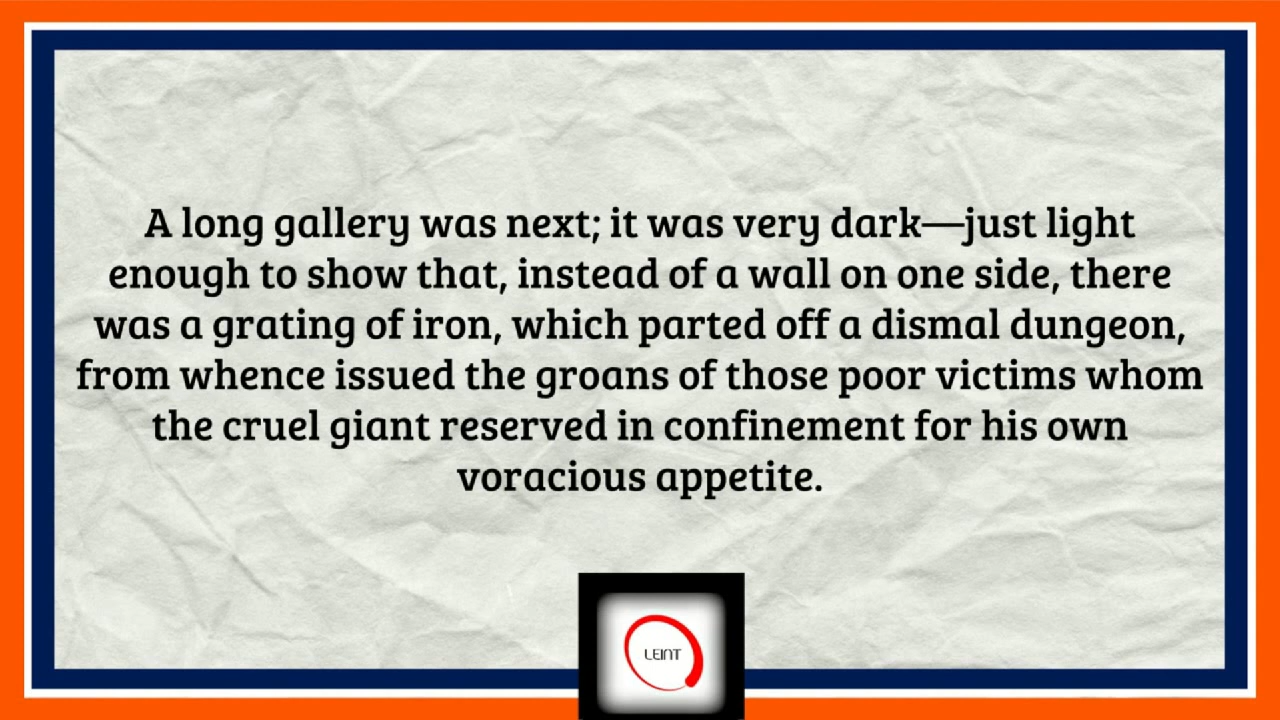 A long gallery was next; it was very dark—just light
enough to show that, instead of a wall on one side, there
was a grating of iron, which parted off a dismal dungeon,
from whence issued the groans of those poor victims whom
the cruel giant reserved in confinement for his own
voracious appetite.
LEINT